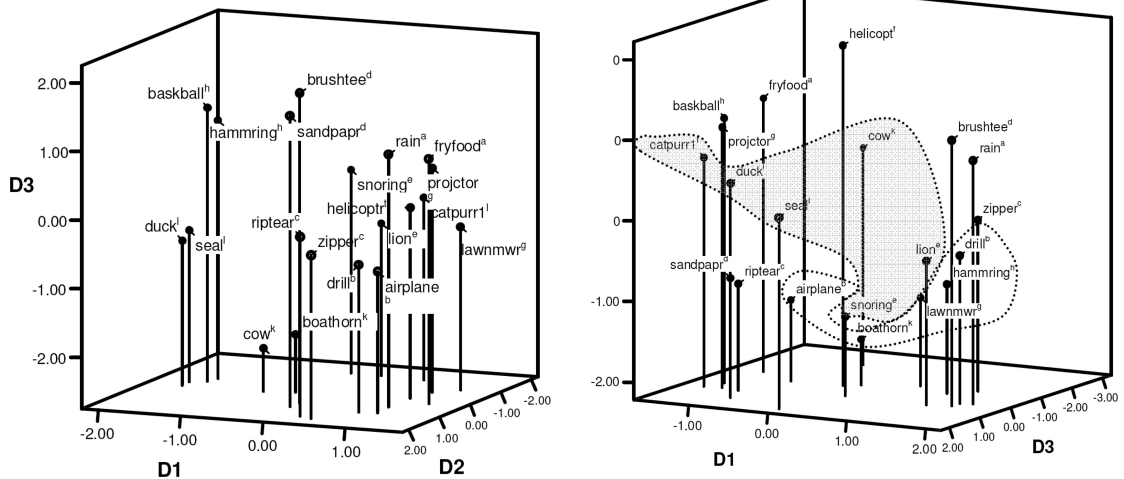 2.00
1.00
0.00
-1.00
-2.00
D3
baskball^h
hammring^h
brushtee^d
sandpapr^d
rain^a
fryfood^a
snoring^e
projctor
g
helicoptr^f
catpurr1^l
lion^e
lawnmwr^g
duck^l
seal^l
riptear^c
zipper^c
drill^b
airplane
b
boathorn^k
cow^k
-2.00
-1.00
0.00
1.00
2.00
1.00
0.00
-1.00
-2.00
D1
D2
0
0
0
-1.00
-2.00
helicopt^f
fryfood^a
baskball^h
projctor^g
catpurr1^l
duck^l
cow^k
brushtee^d
rain^a
seal^l
zipper^c
lion^e
drill^b
hammring^h
sandpapr^d
riptear^c
airplane^b
snoring^e
lawnmwr^g
boathorn^k
-1.00
0.00
1.00
2.00
2.00
1.00
0.00
-1.00
-2.00
-3.00
D1
D3